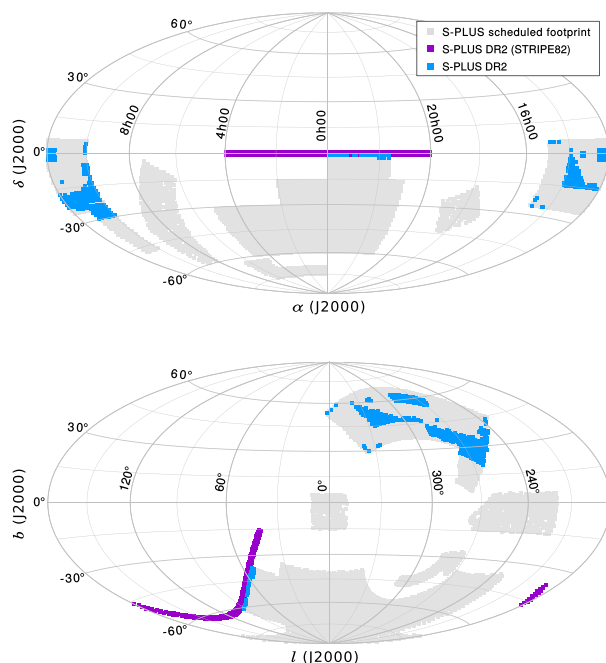 60°
S-PLUS scheduled footprint
S-PLUS DR2 (STRIPE82)
S-PLUS DR2
30°
8h00
4h00
0h00
20h00
16h00
0°
δ (J2000)
-30°
-60°
α (J2000)
60°
30°
120°
60°
0°
300°
240°
0°
b (J2000)
-30°
-60°
l (J2000)